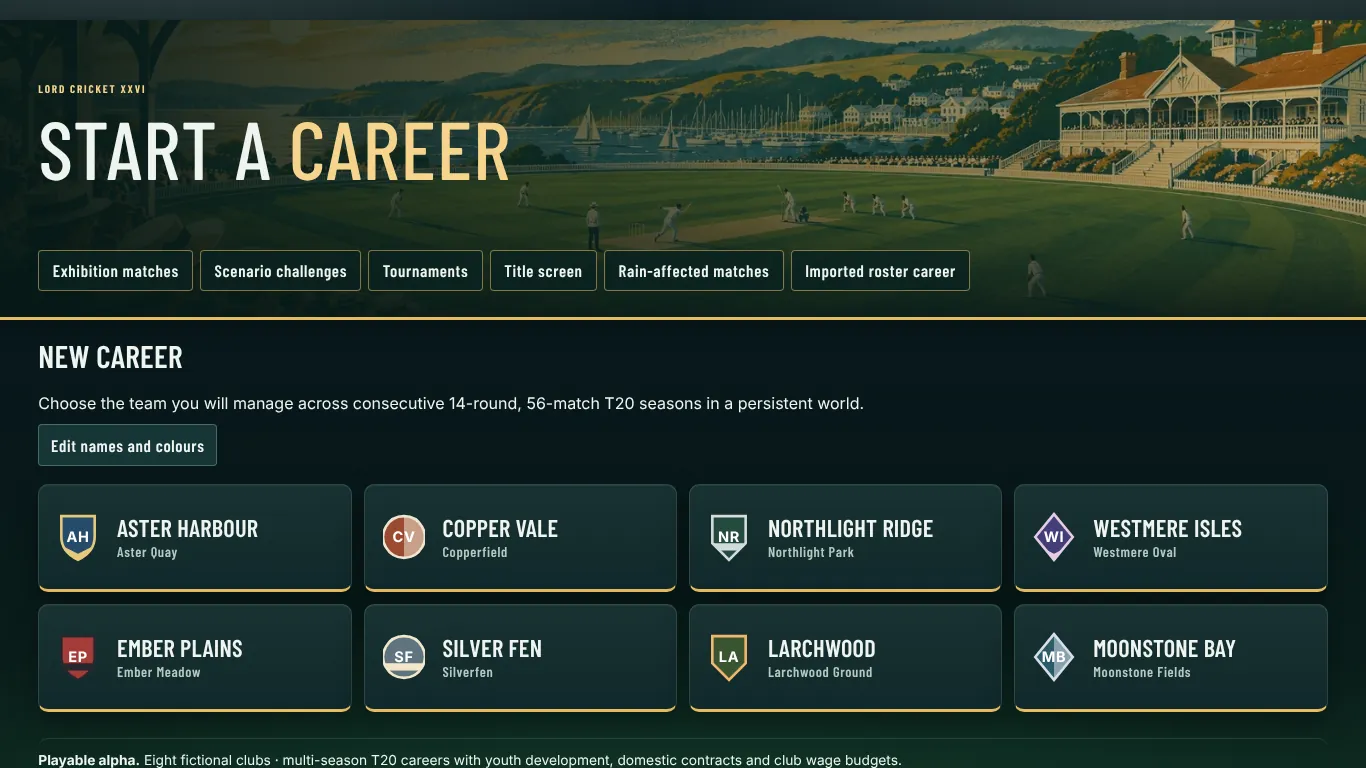 LORD CRICKET XXVI
START A CAREER
Exhibition matches
Scenario challenges
Tournaments
Title screen
Rain-affected matches
Imported roster career
NEW CAREER
Choose the team you will manage across consecutive 14-round, 56-match T20 seasons in a persistent world.
Edit names and colours
AH
ASTER HARBOUR
Aster Quay
CV
COPPER VALE
Copperfield
NR
NORTHLIGHT RIDGE
Northlight Park
WI
WESTMERE ISLES
Westmere Oval
EP
EMBER PLAINS
Ember Meadow
SF
SILVER FEN
Silverfen
LA
LARCHWOOD
Larchwood Ground
MB
MOONSTONE BAY
Moonstone Fields
Playable alpha. Eight fictional clubs · multi-season T20 careers with youth development, domestic contracts and club wage budgets.